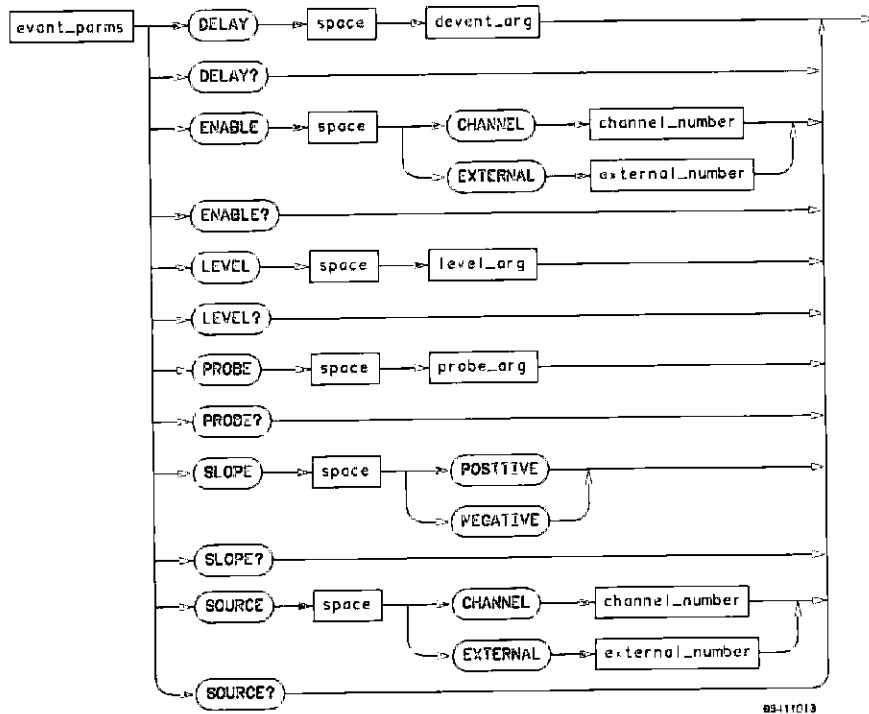 event_parms DELAY space devent_arg
DELAY?
ENABLE space CHANNEL channel_number
EXTERNAL external_number
ENABLE?
LEVEL space level_arg
LEVEL?
PROBE space probe_arg
PROBE?
SLOPE space POSITIVE
NEGATIVE
SLOPE?
SOURCE space CHANNEL channel_number
EXTERNAL external_number
SOURCE?